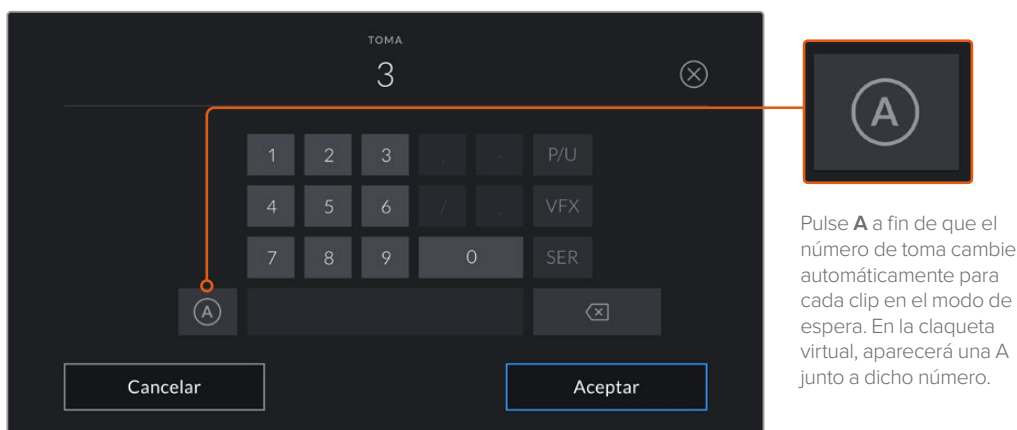 TOMA
3
1 2 3 . - P/U
4 5 6 / , VFX
7 8 9 0 SER
A
Cancelar Aceptar
A
Pulse A a fin de que el
número de toma cambie
automáticamente para
cada clip en el modo de
espera. En la claqueta
virtual, aparecerá una A
junto a dicho número.